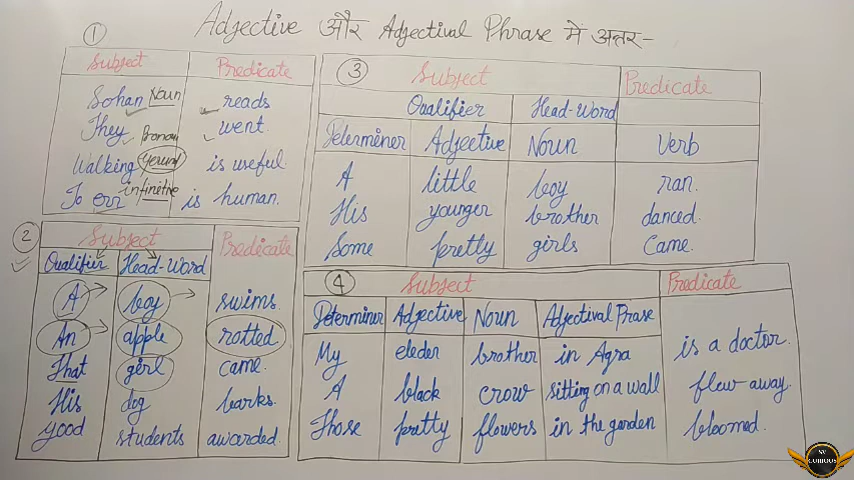 Adjective और Adjectival Phrase में अन्तर-
①
Subject Predicate
Sohan Noun reads
They Pronoun went.
Walking Gerund is useful.
To err infinitive is human.
②
Subject Predicate
Qualifier Head-Word
A boy swims.
An apple rotted.
That girl came.
His dog barks.
Good students awarded.
③
Subject Predicate
Qualifier Head-Word
Determiner Adjective Noun Verb
A little boy ran.
His younger brother danced.
Some pretty girls Came.
④
Subject Predicate
Determiner Adjective Noun Adjectival Prase
My eleder brother in Agra is a doctor.
A black crow sitting on a wall flew away.
Those pretty flowers in the garden bloomed.
NV
CURIOUS